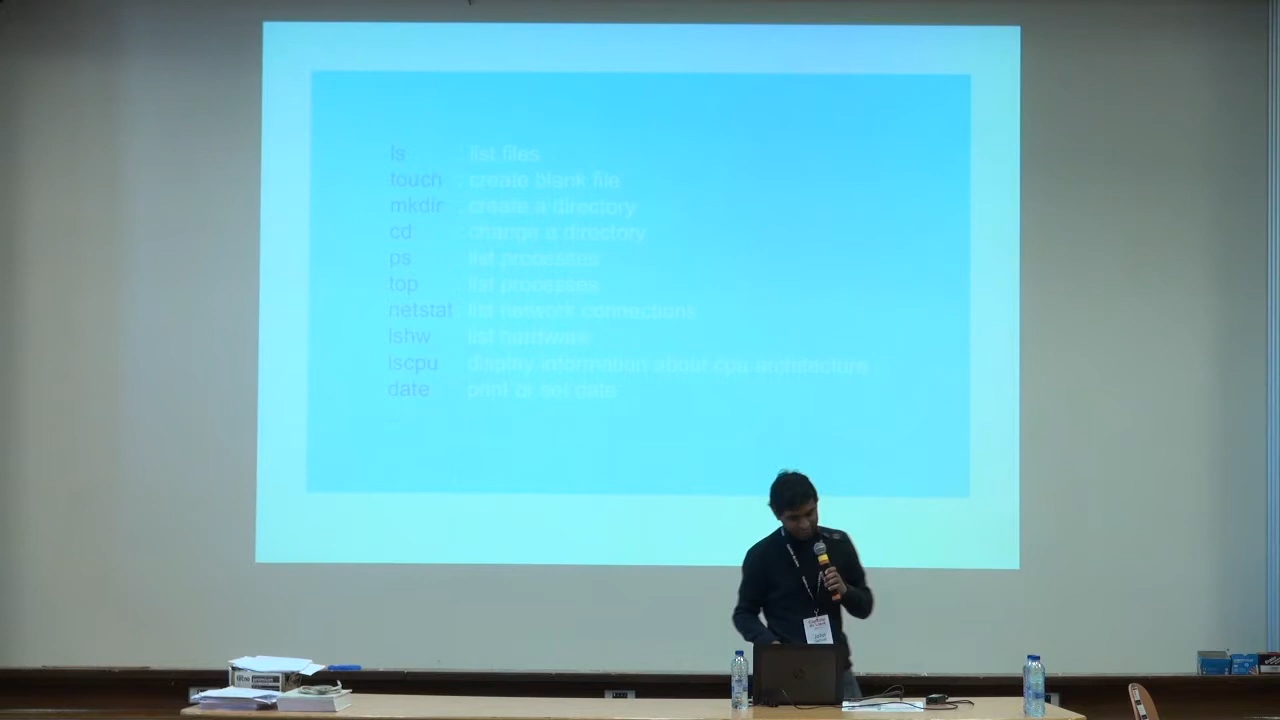 ls : list files
touch : create blank file
mkdir : create a directory
cd : change a directory
ps : list processes
top : list processes
netstat : list network connections
lshw : list hardware
lscpu : display information about cpu architecture
date : print or set date